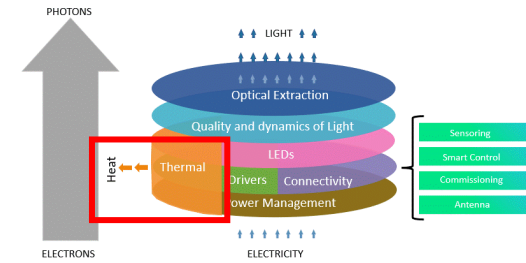 PHOTONS
LIGHT
Optical Extraction
Quality and dynamics of Light
Sensoring
LEDs
Heat
Thermal
Smart Control
Drivers
Connectivity
Commissioning
Power Management
Antenna
ELECTRONS
ELECTRICITY